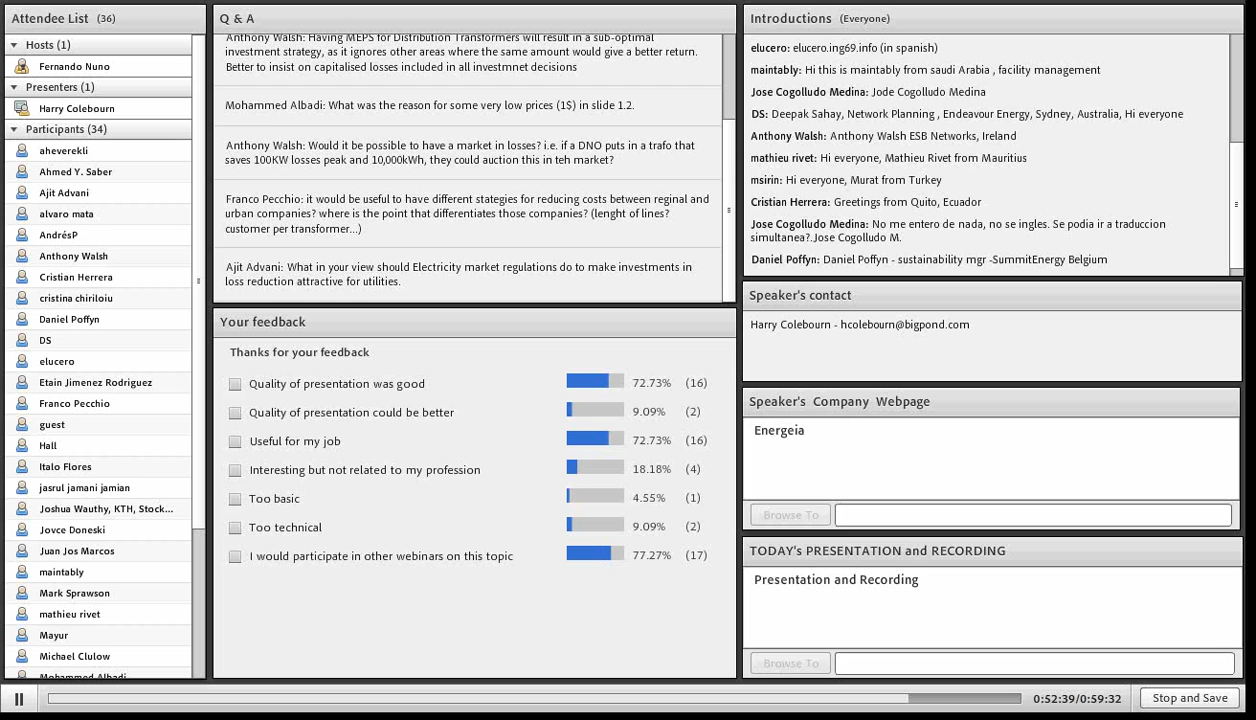 Attendee List (36)
Hosts (1)
Fernando Nuno
Presenters (1)
Harry Colebourn
Participants (34)
aheverekli
Ahmed Y. Saber
Ajit Advani
alvaro mata
AndrésP
Anthony Walsh
Cristian Herrera
cristina chiriloiu
Daniel Poffyn
DS
elucero
Etain Jimenez Rodriguez
Franco Pecchio
guest
Hall
Italo Flores
jasrul jamani jamian
Joshua Wauthy, KTH, Stock...
Jovce Doneski
Juan Jos Marcos
maintably
Mark Sprawson
mathieu rivet
Mayur
Michael Clulow
Mohammed Albadi
Q & A
Anthony Walsh: Having MEPS for Distribution Transformers will result in a sub-optimal
investment strategy, as it ignores other areas where the same amount would give a better return.
Better to insist on capitalised losses included in all investmnet decisions
Mohammed Albadi: What was the reason for some very low prices (1$) in slide 1.2.
Anthony Walsh: Would it be possible to have a market in losses? i.e. if a DNO puts in a trafo that
saves 100KW losses peak and 10,000kWh, they could auction this in teh market?
Franco Pecchio: it would be useful to have different stategies for reducing costs between reginal and
urban companies? where is the point that differentiates those companies? (lenght of lines?
customer per transformer...)
Ajit Advani: What in your view should Electricity market regulations do to make investments in
loss reduction attractive for utilities.
Your feedback
Thanks for your feedback
Quality of presentation was good 72.73% (16)
Quality of presentation could be better 9.09% (2)
Useful for my job 72.73% (16)
Interesting but not related to my profession 18.18% (4)
Too basic 4.55% (1)
Too technical 9.09% (2)
I would participate in other webinars on this topic 77.27% (17)
Introductions (Everyone)
elucero: elucero.ing69.info (in spanish)
maintably: Hi this is maintably from saudi Arabia , facility management
Jose Cogolludo Medina: Jode Cogolludo Medina
DS: Deepak Sahay, Network Planning , Endeavour Energy, Sydney, Australia, Hi everyone
Anthony Walsh: Anthony Walsh ESB Networks, Ireland
mathieu rivet: Hi everyone, Mathieu Rivet from Mauritius
msirin: Hi everyone, Murat from Turkey
Cristian Herrera: Greetings from Quito, Ecuador
Jose Cogolludo Medina: No me entero de nada, no se ingles. Se podia ir a traduccion
simultanea?.Jose Cogolludo M.
Daniel Poffyn: Daniel Poffyn - sustainability mgr -SummitEnergy Belgium
Speaker's contact
Harry Colebourn - hcolebourn@bigpond.com
Speaker's Company Webpage
Energeia
Browse To
TODAY's PRESENTATION and RECORDING
Presentation and Recording
Browse To
0:52:39/0:59:32
Stop and Save